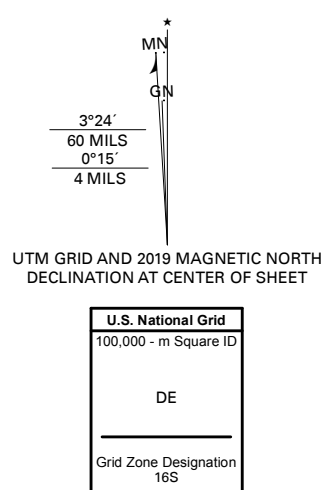 MN
GN
3°24´
60 MILS
0°15´
4 MILS
UTM GRID AND 2019 MAGNETIC NORTH
DECLINATION AT CENTER OF SHEET
U.S. National Grid
100,000 - m Square ID
DE
Grid Zone Designation
16S